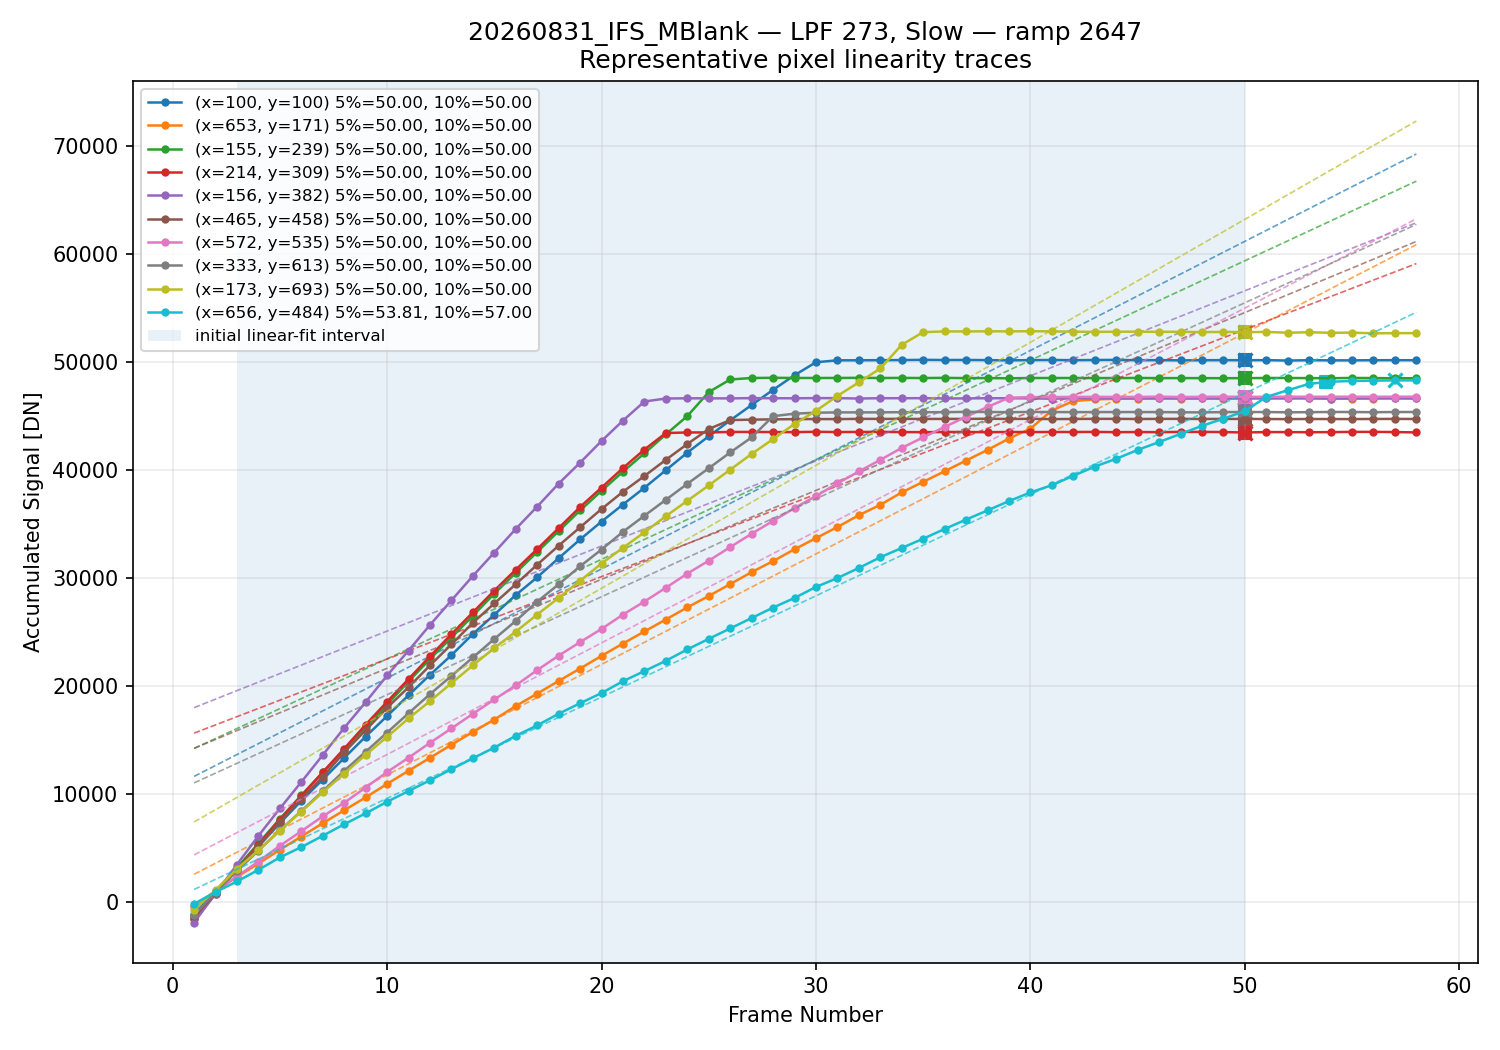 20260831_IFS_MBlank — LPF 273, Slow — ramp 2647
Representative pixel linearity traces
(x=100, y=100) 5%=50.00, 10%=50.00
(x=653, y=171) 5%=50.00, 10%=50.00
(x=155, y=239) 5%=50.00, 10%=50.00
(x=214, y=309) 5%=50.00, 10%=50.00
(x=156, y=382) 5%=50.00, 10%=50.00
(x=465, y=458) 5%=50.00, 10%=50.00
(x=572, y=535) 5%=50.00, 10%=50.00
(x=333, y=613) 5%=50.00, 10%=50.00
(x=173, y=693) 5%=50.00, 10%=50.00
(x=656, y=484) 5%=53.81, 10%=57.00
initial linear-fit interval
Accumulated Signal [DN]
70000
60000
50000
40000
30000
20000
10000
0
0 10 20 30 40 50 60
Frame Number